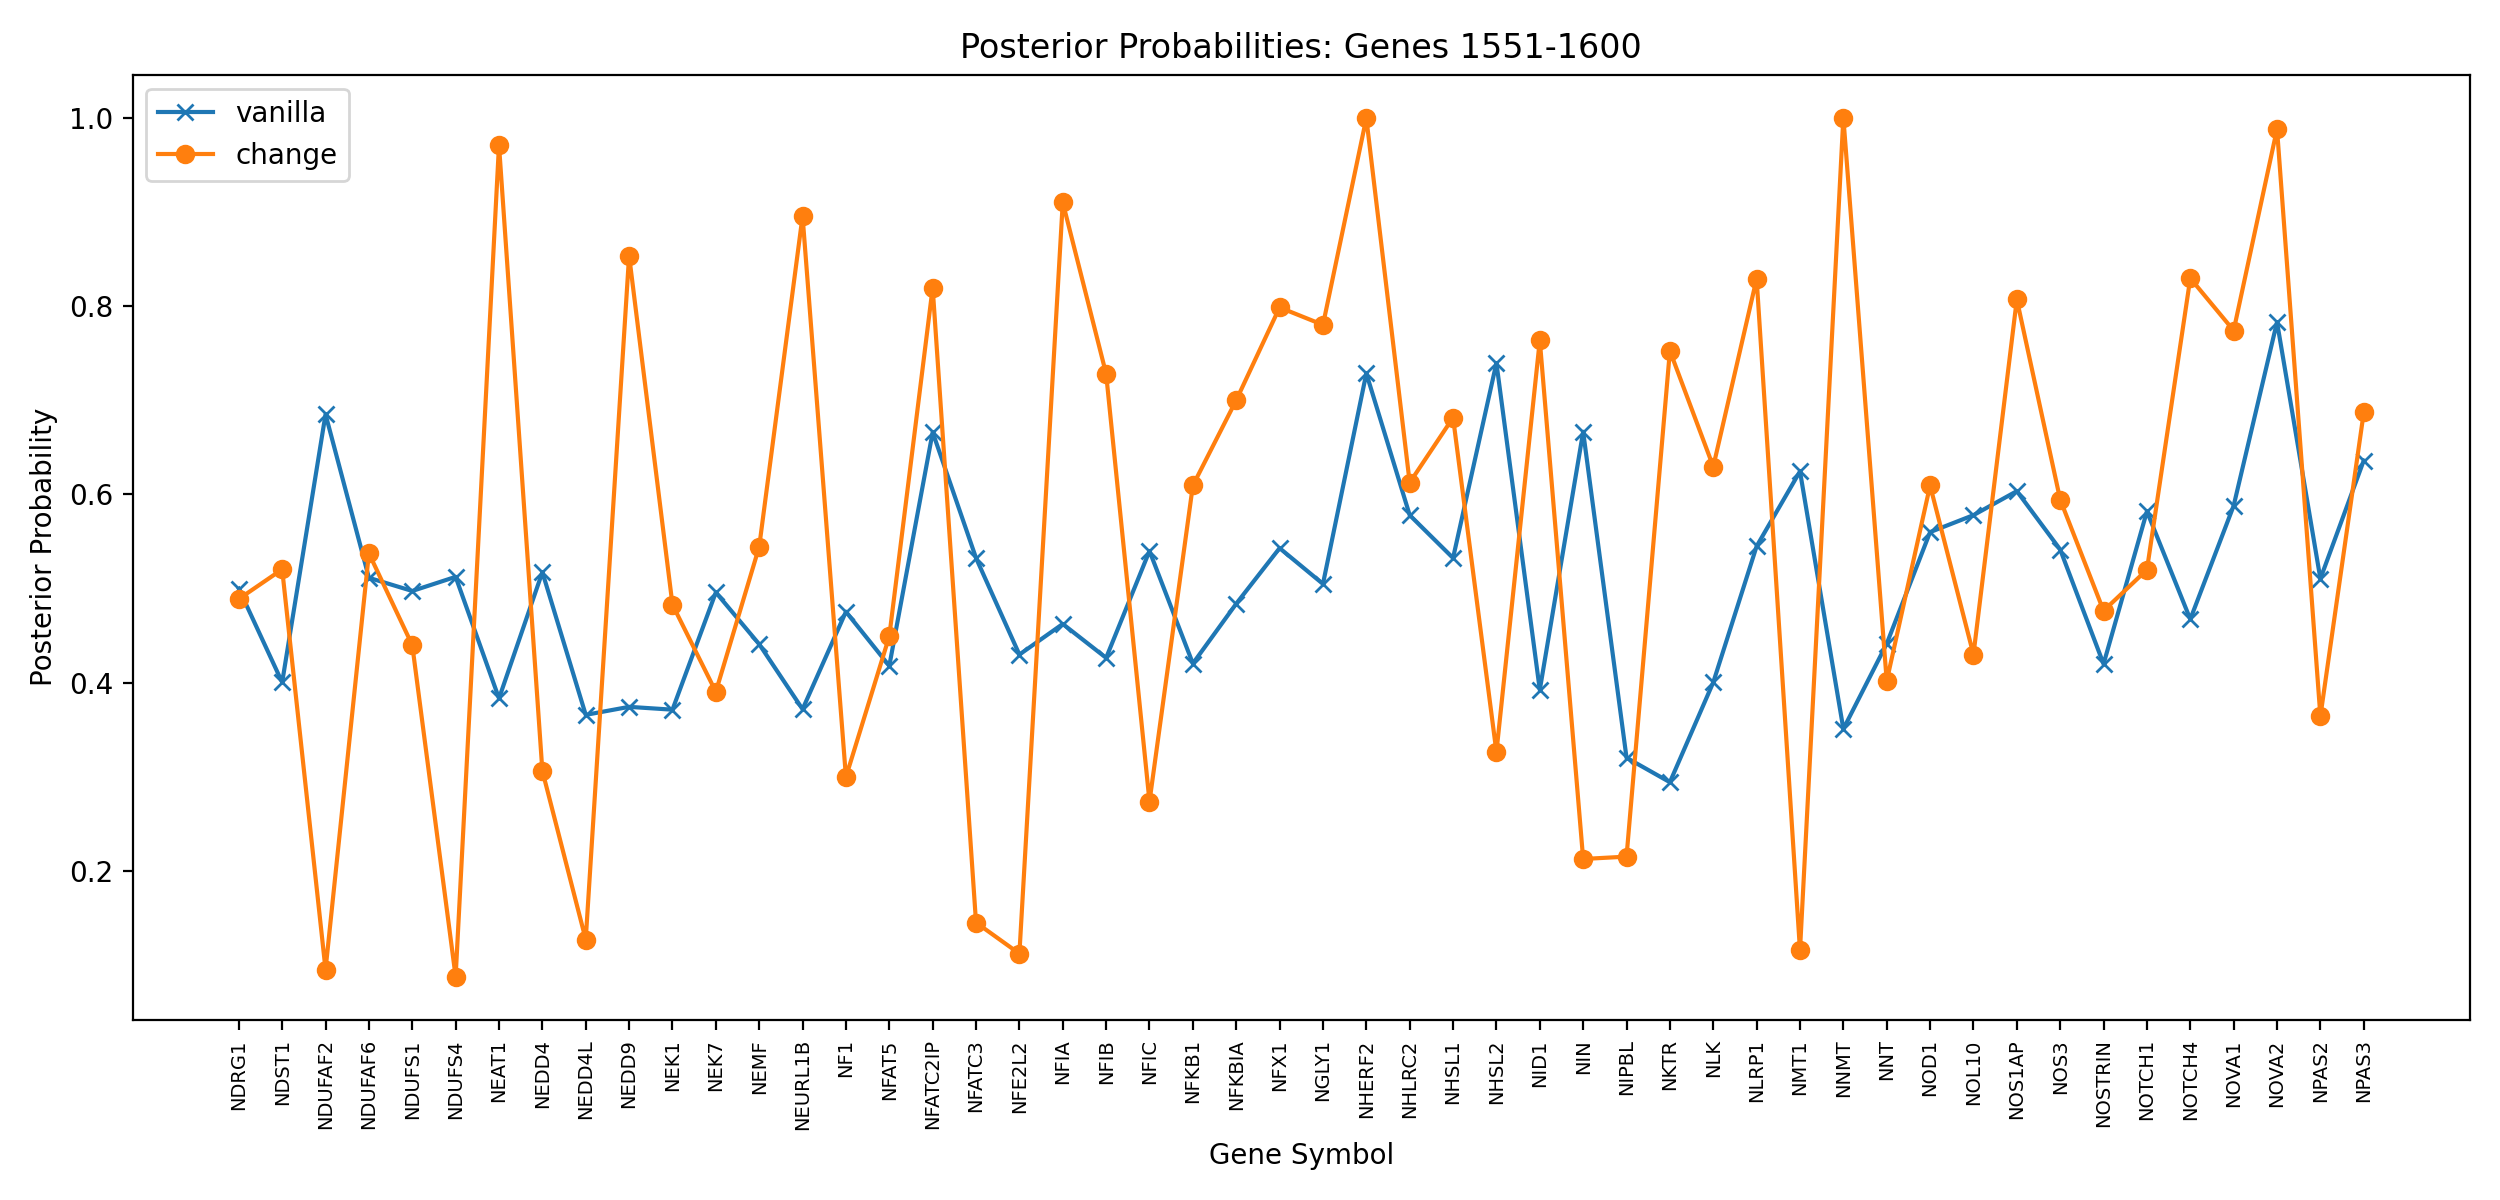 Posterior Probabilities: Genes 1551-1600
vanilla
change
Posterior Probability
1.0
0.8
0.6
0.4
0.2
NDRG1
NDST1
NDUFAF2
NDUFAF6
NDUFS1
NDUFS4
NEAT1
NEDD4
NEDD4L
NEDD9
NEK1
NEK7
NEMF
NEURL1B
NF1
NFAT5
NFATC2IP
NFATC3
NFE2L2
NFIA
NFIB
NFIC
NFKB1
NFKBIA
NFX1
NGLY1
NHERF2
NHLRC2
NHSL1
NHSL2
NID1
NIN
NIPBL
NKTR
NLK
NLRP1
NMT1
NNMT
NNT
NOD1
NOL10
NOS1AP
NOS3
NOSTRIN
NOTCH1
NOTCH4
NOVA1
NOVA2
NPAS2
NPAS3
Gene Symbol